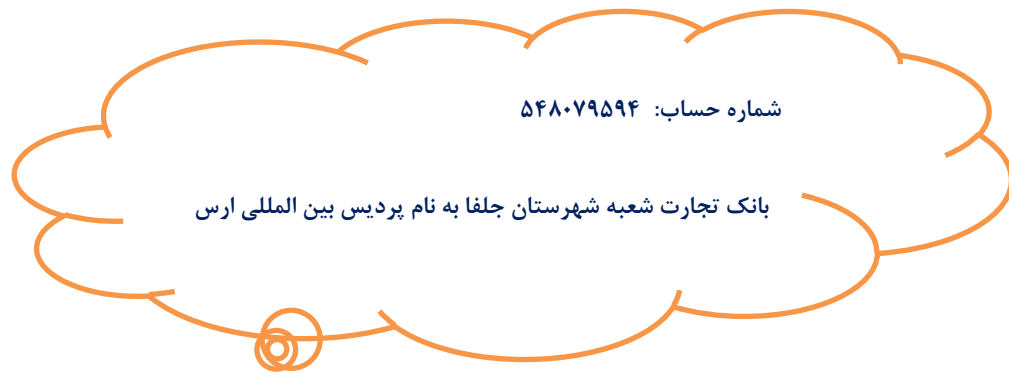 شماره حساب: ۵۴۸۰۷۹۵۹۴
بانک تجارت شعبه شهرستان جلفا به نام پردیس بین المللی ارس